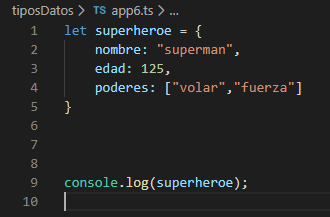 tiposDatos > TS app6.ts > ...
1 let superheroe = {
2     nombre: "superman",
3     edad: 125,
4     poderes: ["volar","fuerza"]
5 }
6
7
8
9 console.log(superheroe);
10